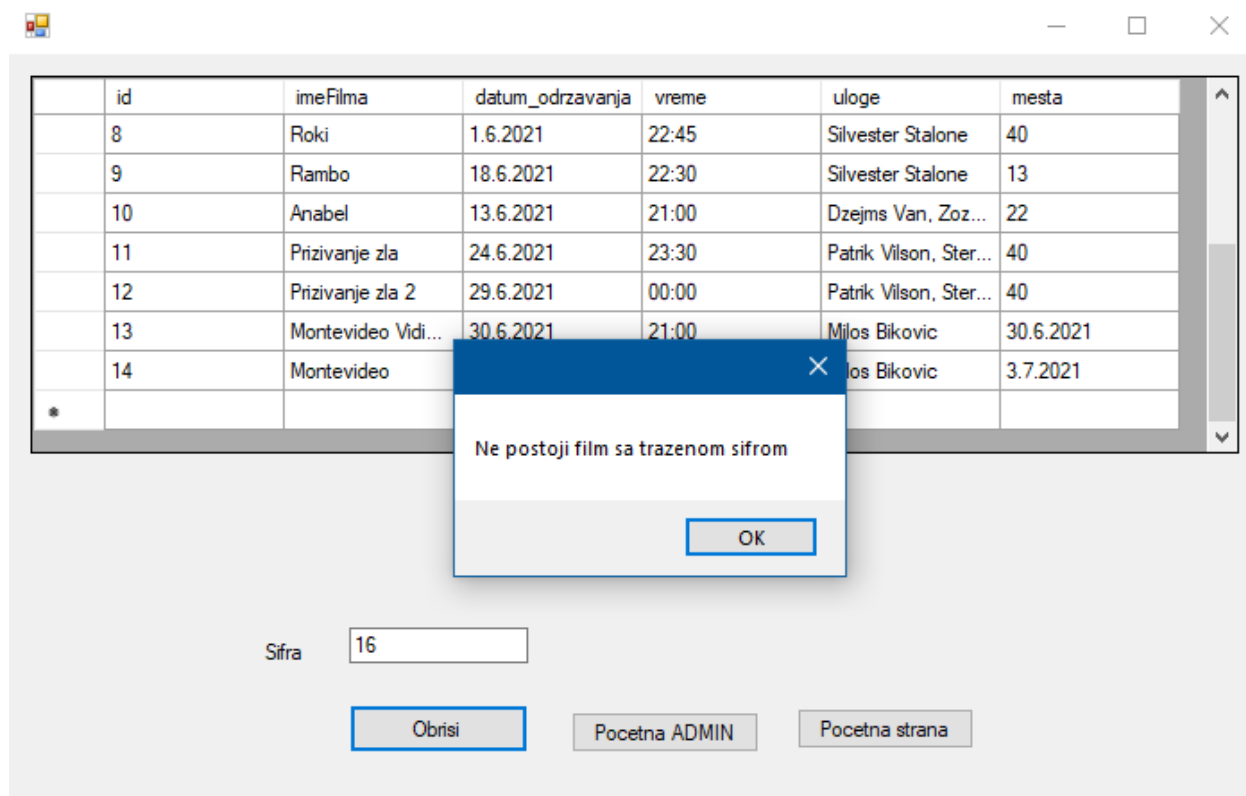 id imeFilma datum_odrzavanja vreme uloge mesta
8 Roki 1.6.2021 22:45 Silvester Stalone 40
9 Rambo 18.6.2021 22:30 Silvester Stalone 13
10 Anabel 13.6.2021 21:00 Dzejms Van, Zoz... 22
11 Prizivanje zla 24.6.2021 23:30 Patrik Vilson, Ster... 40
12 Prizivanje zla 2 29.6.2021 00:00 Patrik Vilson, Ster... 40
13 Montevideo Vidi... 30.6.2021 21:00 Milos Bikovic 30.6.2021
14 Montevideo los Bikovic 3.7.2021
Ne postoji film sa trazenom sifrom
OK
Sifra 16
Obrisi Pocetna ADMIN Pocetna strana